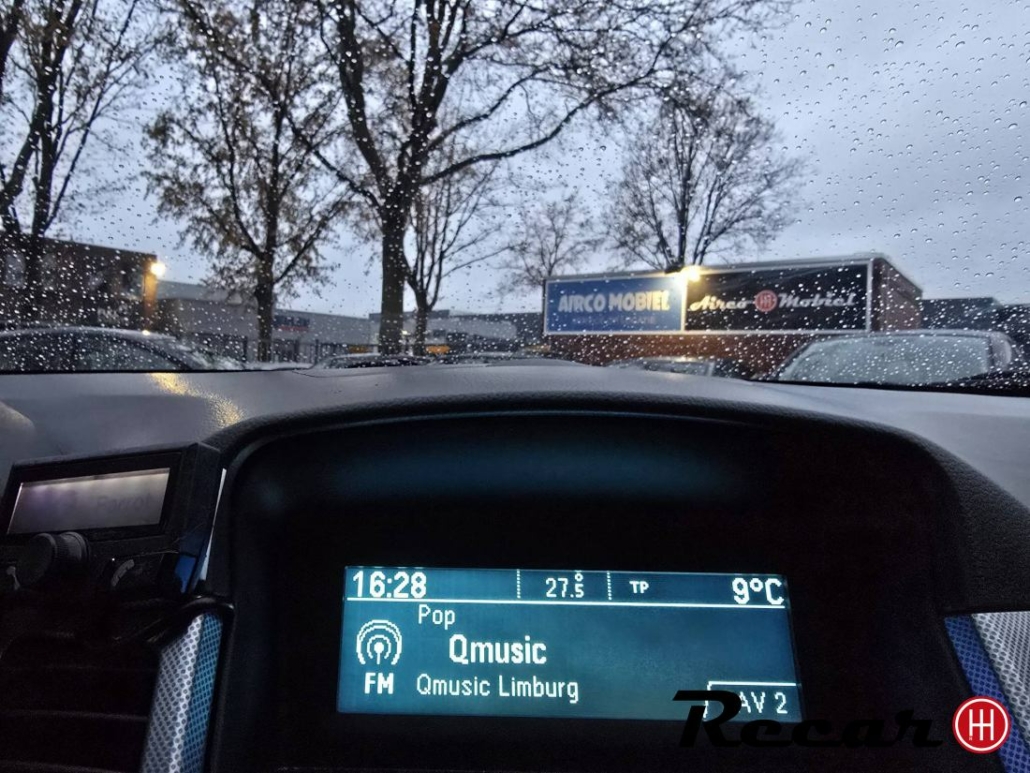 AIRCO MOBIEL
Airco Mobiel
16:28 27.5° TP 9°C
Pop
Qmusic
FM Qmusic Limburg
AV 2
Recar